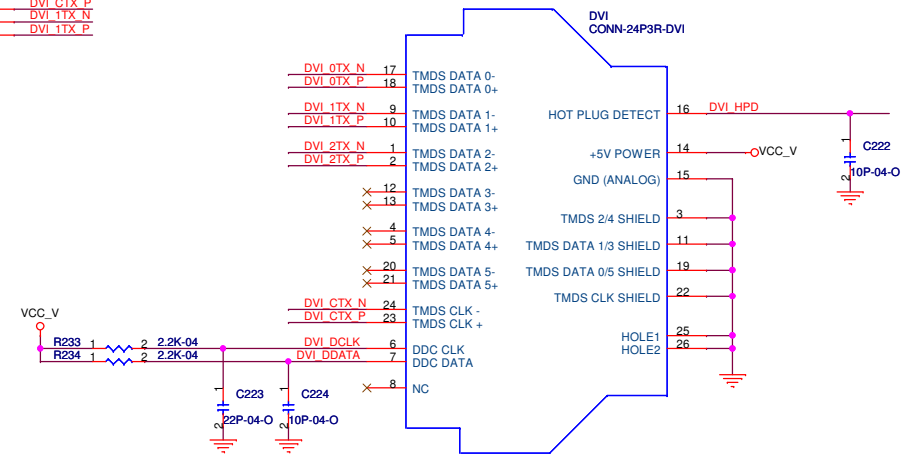 DVI_CTX_P
DVI_1TX_N
DVI_1TX_P
DVI
CONN-24P3R-DVI
DVI_0TX_N 17 TMDS DATA 0-
DVI_0TX_P 18 TMDS DATA 0+
DVI_1TX_N 9 TMDS DATA 1-
DVI_1TX_P 10 TMDS DATA 1+
DVI_2TX_N 1 TMDS DATA 2-
DVI_2TX_P 2 TMDS DATA 2+
12 TMDS DATA 3-
13 TMDS DATA 3+
4 TMDS DATA 4-
5 TMDS DATA 4+
20 TMDS DATA 5-
21 TMDS DATA 5+
DVI_CTX_N 24 TMDS CLK -
DVI_CTX_P 23 TMDS CLK +
DVI_DCLK 6 DDC CLK
DVI_DDATA 7 DDC DATA
8 NC
HOT PLUG DETECT 16 DVI_HPD
+5V POWER 14 VCC_V
GND (ANALOG) 15
TMDS 2/4 SHIELD 3
TMDS DATA 1/3 SHIELD 11
TMDS DATA 0/5 SHIELD 19
TMDS CLK SHIELD 22
HOLE1 25
HOLE2 26
1 C222
2 10P-04-O
VCC_V
R233 1 2 2.2K-04
R234 1 2 2.2K-04
1 C223
2 22P-04-O
1 C224
2 10P-04-O